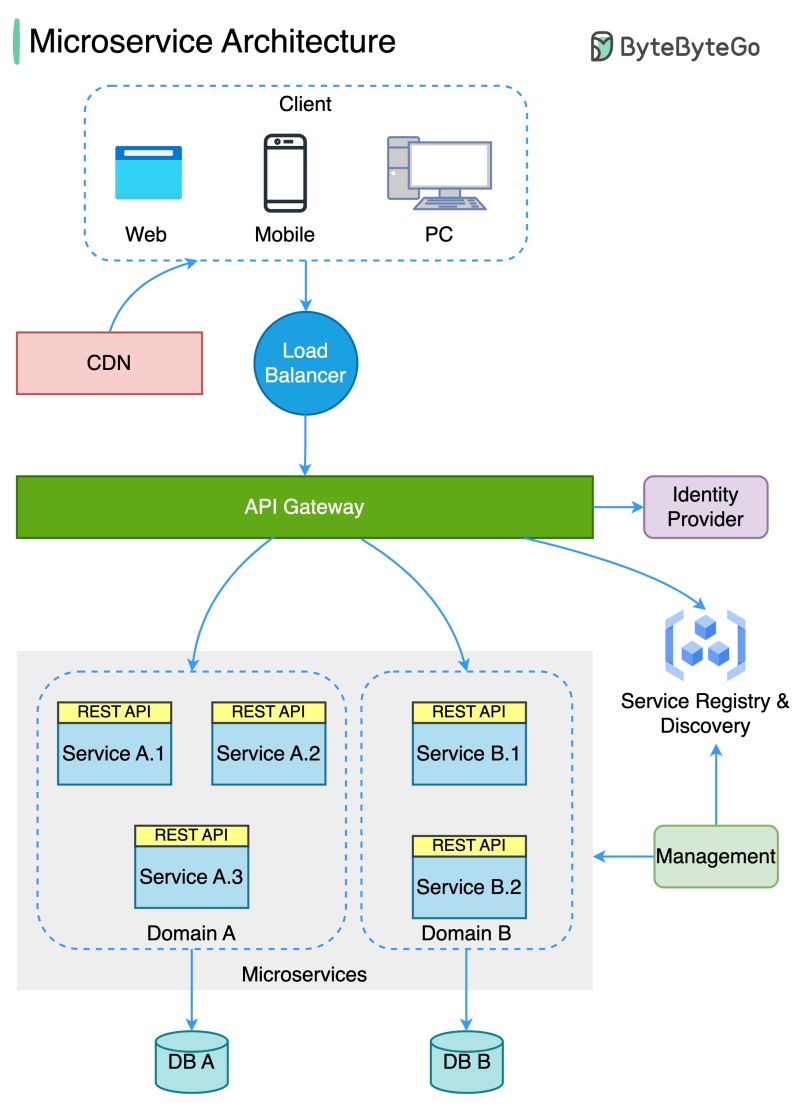 Microservice Architecture
ByteByteGo
Client
Web
Mobile
PC
CDN
Load
Balancer
API Gateway
Identity
Provider
Service Registry &
Discovery
REST API
Service A.1
REST API
Service A.2
REST API
Service B.1
REST API
Service A.3
REST API
Service B.2
Management
Domain A
Domain B
Microservices
DB A
DB B